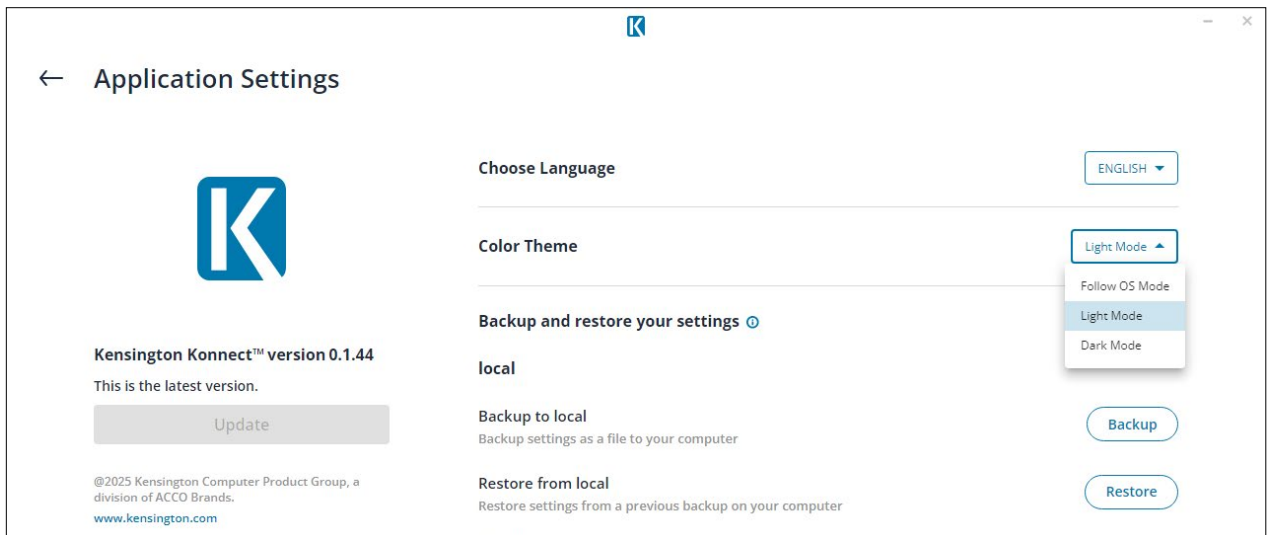 Application Settings
Kensington Konnect™ version 0.1.44
This is the latest version.
Update
@2025 Kensington Computer Product Group, a
division of ACCO Brands.
www.kensington.com
Choose Language
ENGLISH
Color Theme
Light Mode
Follow OS Mode
Light Mode
Dark Mode
Backup and restore your settings
local
Backup to local
Backup settings as a file to your computer
Backup
Restore from local
Restore settings from a previous backup on your computer
Restore